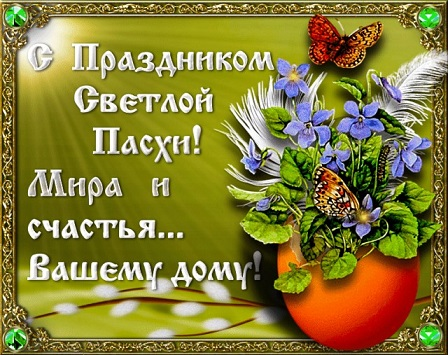 С Праздником
Светлой
Пасхи!
Мира и
счастья...
Вашему дому!